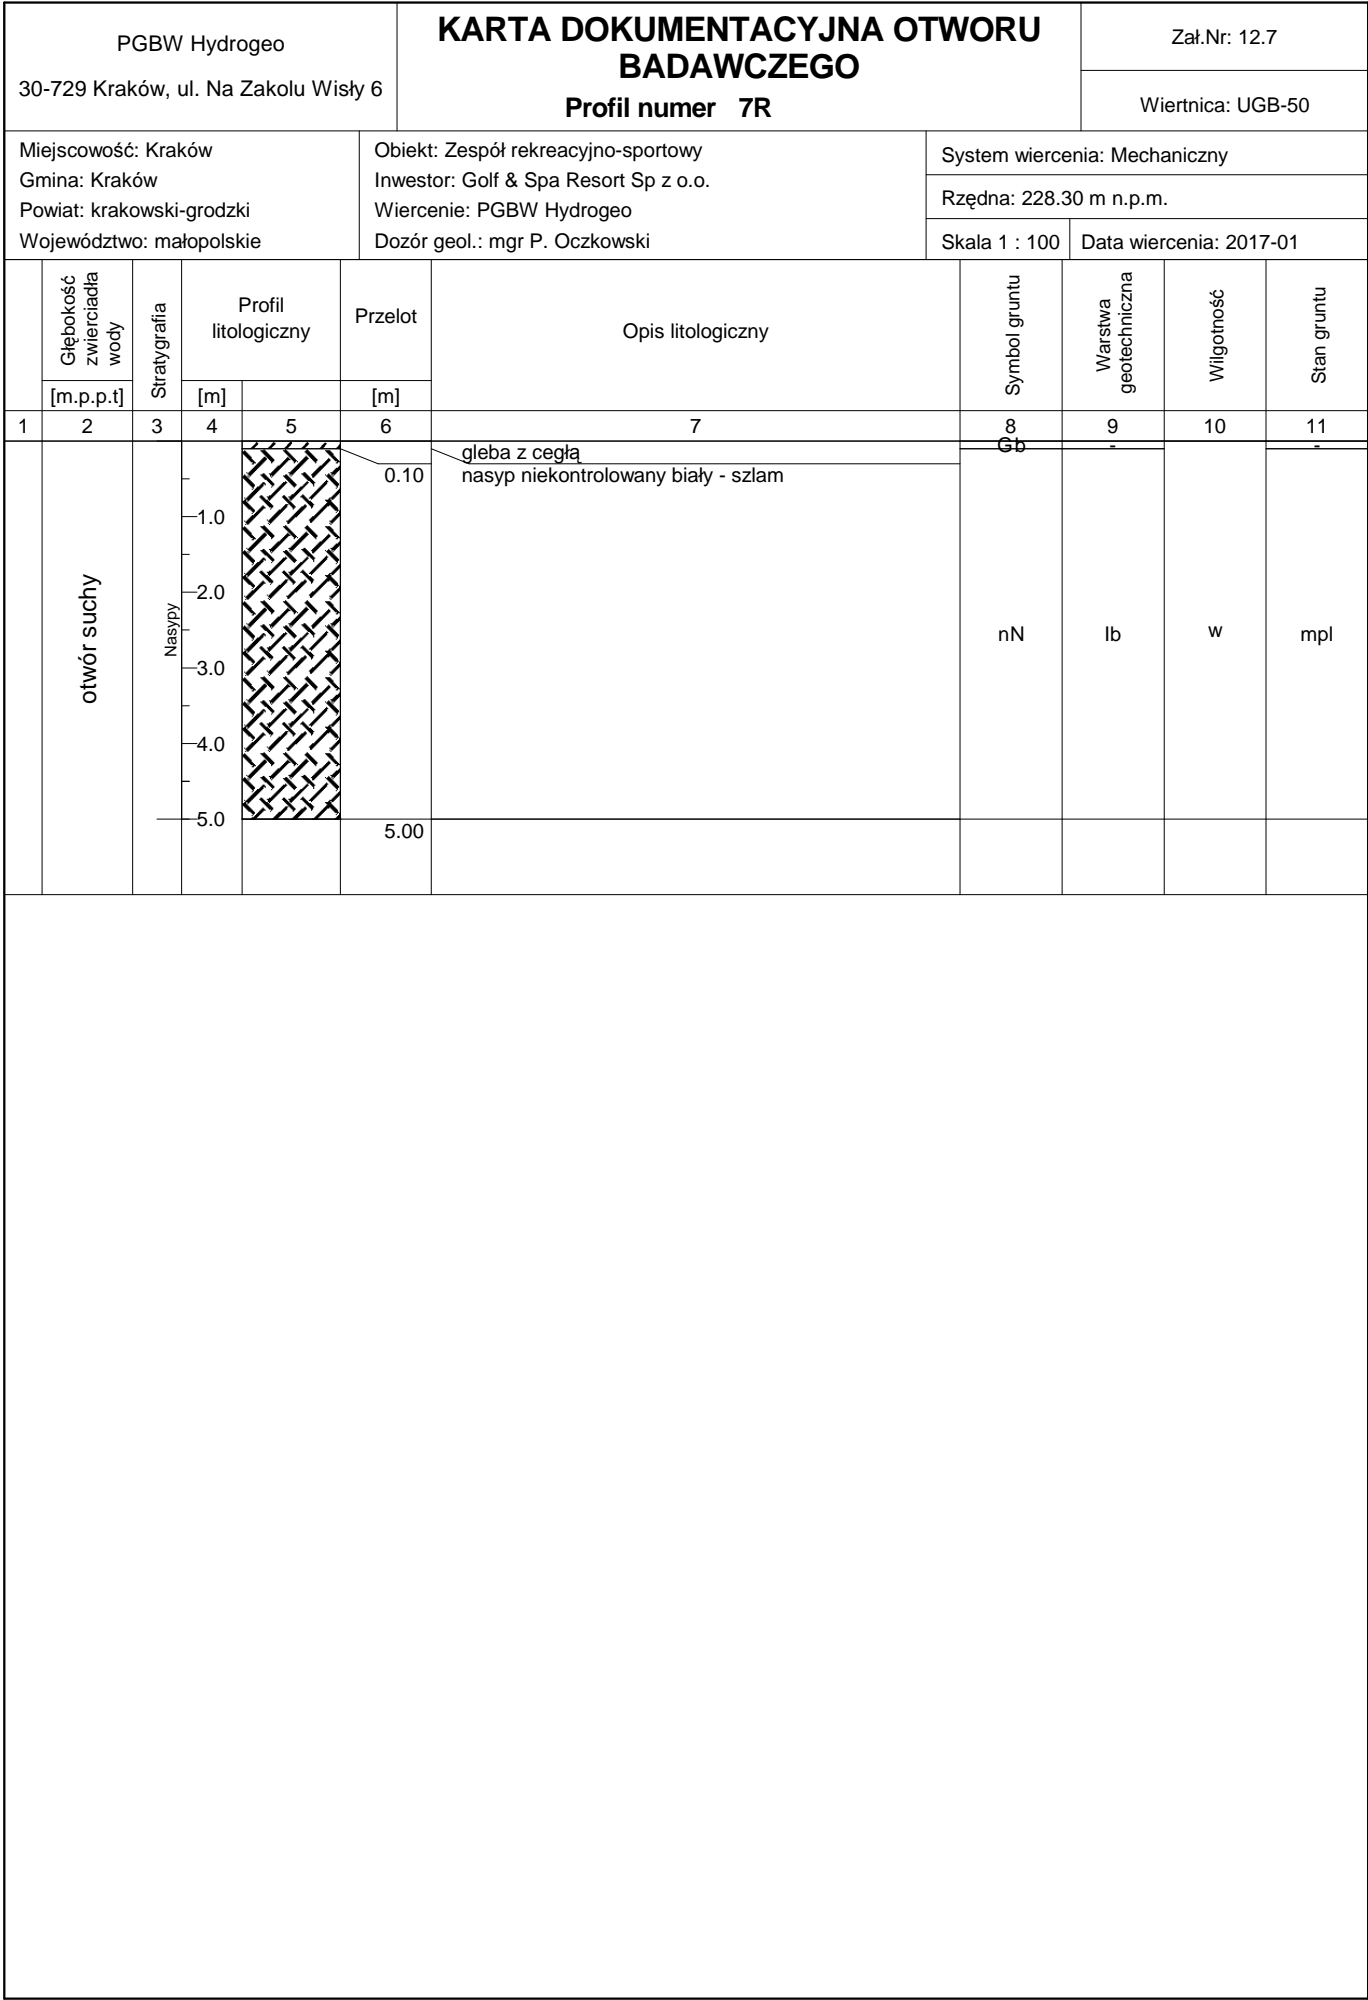 PGBW Hydrogeo
30-729 Kraków, ul. Na Zakolu Wisły 6
KARTA DOKUMENTACYJNA OTWORU
BADAWCZEGO
Profil numer 7R
Zał.Nr: 12.7
Wiertnica: UGB-50
Miejscowość: Kraków
Gmina: Kraków
Powiat: krakowski-grodzki
Województwo: małopolskie
Obiekt: Zespół rekreacyjno-sportowy
Inwestor: Golf & Spa Resort Sp z o.o.
Wiercenie: PGBW Hydrogeo
Dozór geol.: mgr P. Oczkowski
System wiercenia: Mechaniczny
Rzędna: 228.30 m n.p.m.
Skala 1 : 100
Data wiercenia: 2017-01
Głębokość
zwierciadła
wody
[m.p.p.t]
Stratygrafia
Profil
litologiczny
[m]
Przelot
[m]
Opis litologiczny
Symbol gruntu
Warstwa
geotechniczna
Wilgotność
Stan gruntu
1 2 3 4 5 6 7 8 9 10 11
gleba z cegłą
Gb - -
0.10 nasyp niekontrolowany biały - szlam
1.0
2.0
3.0
4.0
5.0
otwór suchy
Nasypy
nN Ib w mpl
5.00